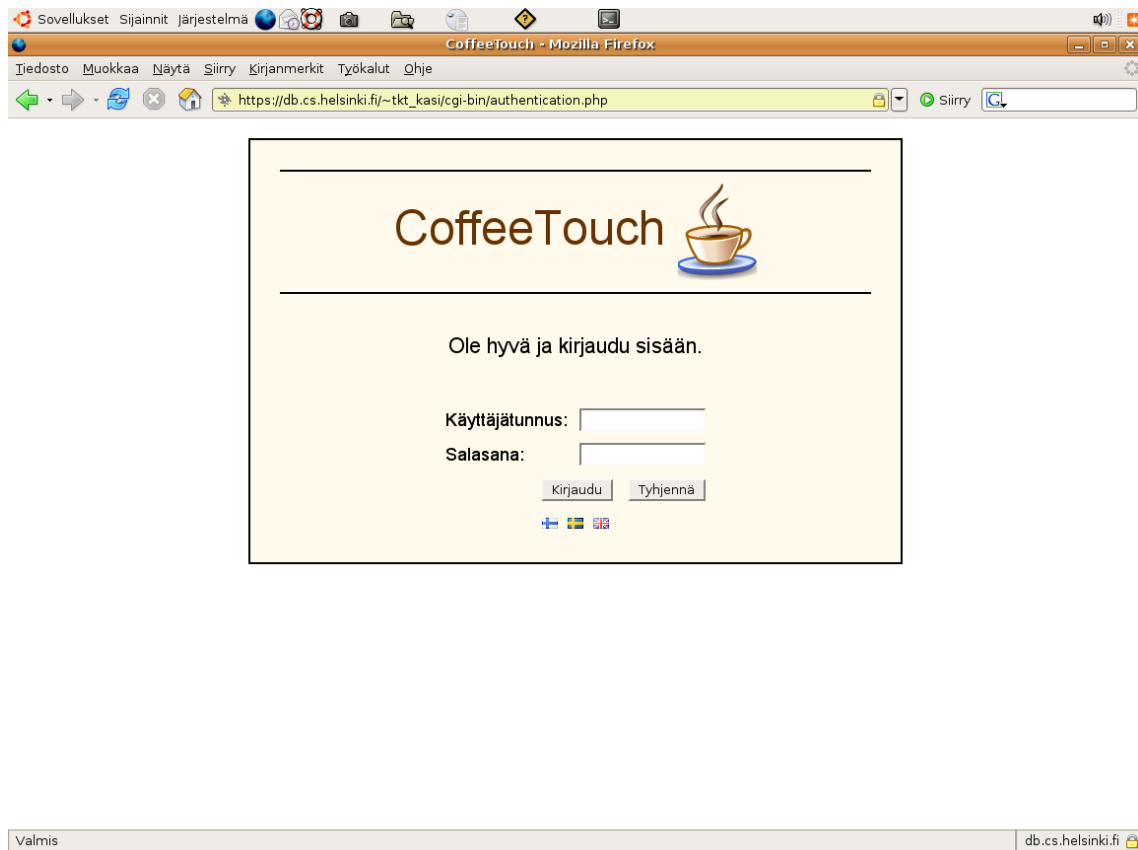 Sovellukset Sijainnit Järjestelmä
CoffeeTouch - Mozilla Firefox
Tiedosto Muokkaa Näytä Siirry Kirjanmerkit Työkalut Ohje
https://db.cs.helsinki.fi/~tkt_kasi/cgi-bin/authentication.php Siirry G
CoffeeTouch
Ole hyvä ja kirjaudu sisään.
Käyttäjätunnus:
Salasana:
Kirjaudu Tyhjennä
Valmis db.cs.helsinki.fi